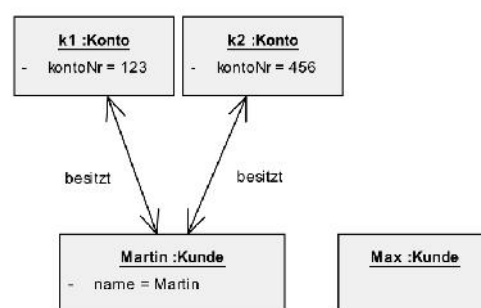 k1 :Konto
- kontoNr = 123
k2 :Konto
- kontoNr = 456
besitzt
besitzt
Martin :Kunde
- name = Martin
Max :Kunde